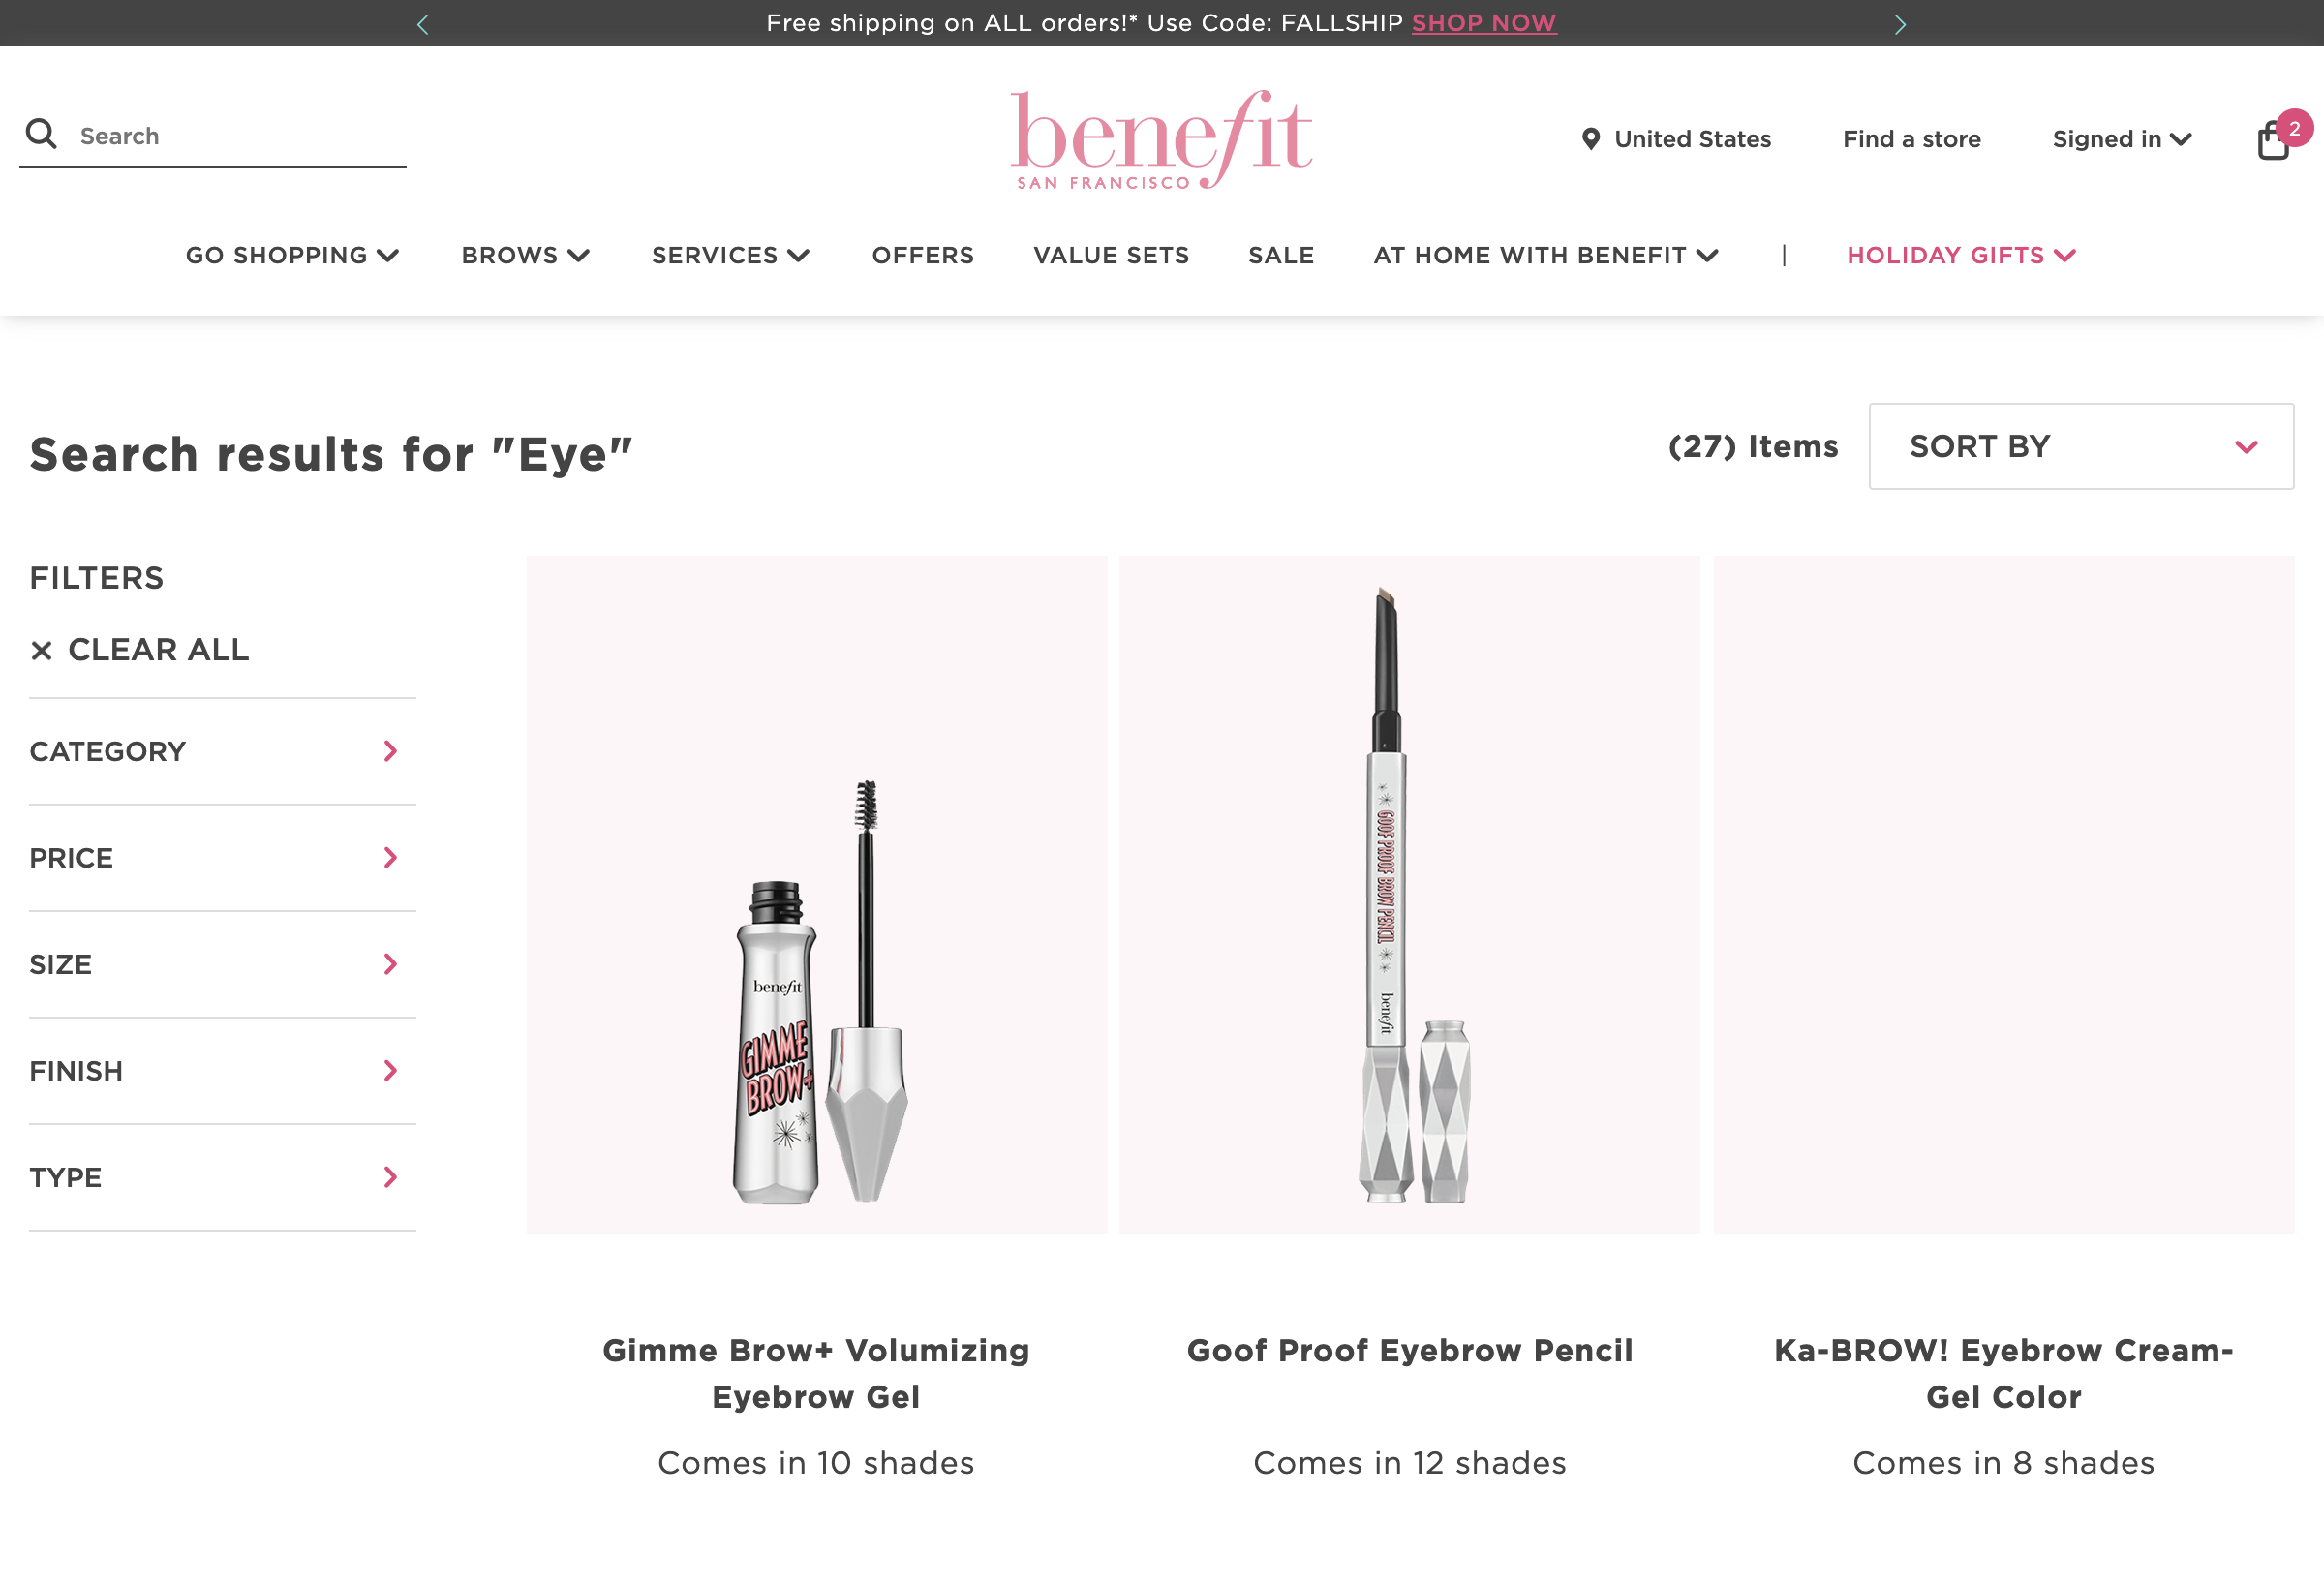 Free shipping on ALL orders!* Use Code: FALLSHIP SHOP NOW
Search
benefit
SAN FRANCISCO
United States
Find a store
Signed in
2
GO SHOPPING
BROWS
SERVICES
OFFERS
VALUE SETS
SALE
AT HOME WITH BENEFIT
|
HOLIDAY GIFTS
Search results for "Eye"
(27) Items
SORT BY
FILTERS
CLEAR ALL
CATEGORY
PRICE
SIZE
FINISH
TYPE
benefit
GIMME
BROW+
GOOF PROOF BROW PENCIL
benefit
Gimme Brow+ Volumizing
Eyebrow Gel
Comes in 10 shades
Goof Proof Eyebrow Pencil
Comes in 12 shades
Ka-BROW! Eyebrow Cream-
Gel Color
Comes in 8 shades